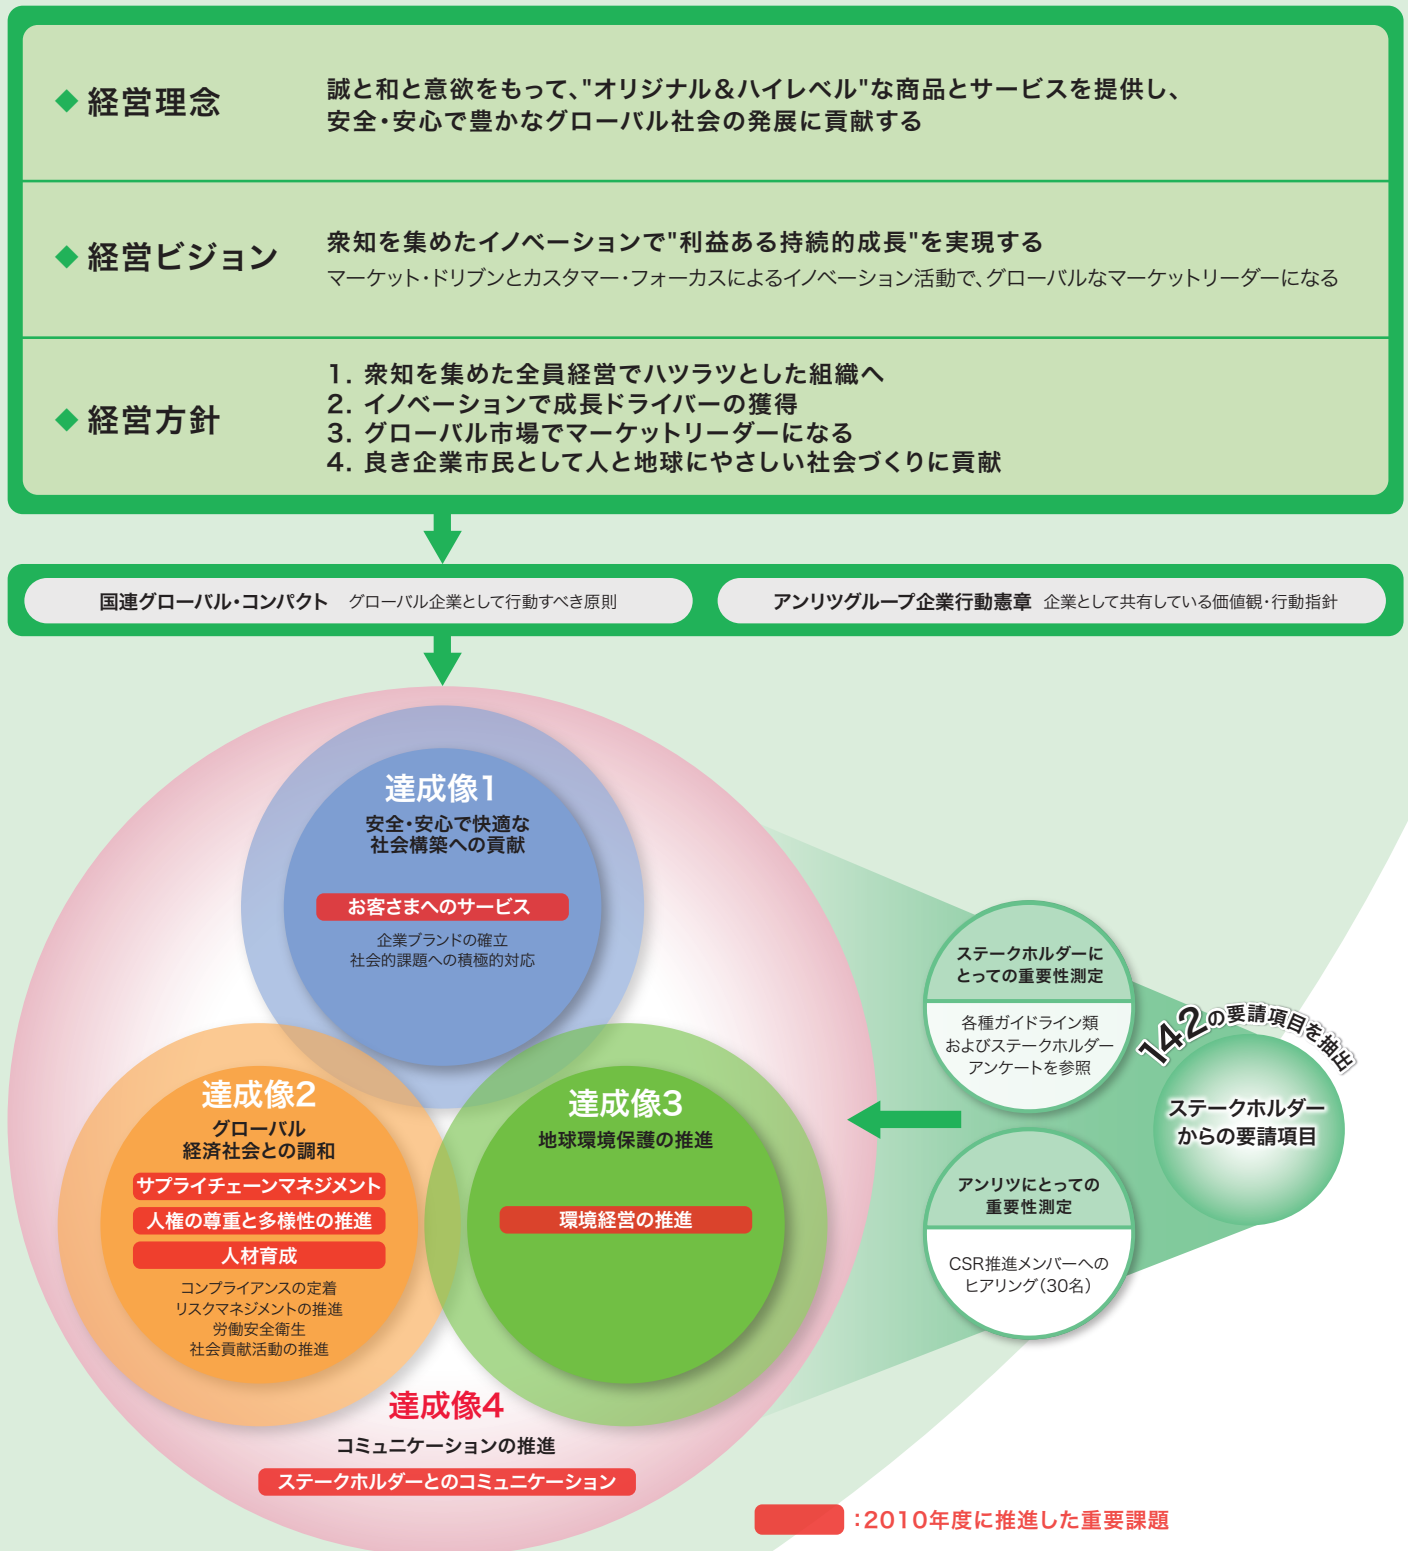 ◆ 経営理念
誠と和と意欲をもって、"オリジナル&ハイレベル"な商品とサービスを提供し、
安全・安心で豊かなグローバル社会の発展に貢献する
◆ 経営ビジョン
衆知を集めたイノベーションで"利益ある持続的成長"を実現する
マーケット・ドリブンとカスタマー・フォーカスによるイノベーション活動で、グローバルなマーケットリーダーになる
◆ 経営方針
1. 衆知を集めた全員経営でハツラツとした組織へ
2. イノベーションで成長ドライバーの獲得
3. グローバル市場でマーケットリーダーになる
4. 良き企業市民として人と地球にやさしい社会づくりに貢献
国連グローバル・コンパクト グローバル企業として行動すべき原則
アンリツグループ企業行動憲章 企業として共有している価値観・行動指針
達成像1
安全・安心で快適な
社会構築への貢献
お客さまへのサービス
企業ブランドの確立
社会的課題への積極的対応
達成像2
グローバル
経済社会との調和
サプライチェーンマネジメント
人権の尊重と多様性の推進
人材育成
コンプライアンスの定着
リスクマネジメントの推進
労働安全衛生
社会貢献活動の推進
達成像3
地球環境保護の推進
環境経営の推進
達成像4
コミュニケーションの推進
ステークホルダーとのコミュニケーション
ステークホルダーに
とっての重要性測定
各種ガイドライン類
およびステークホルダー
アンケートを参照
アンリツにとっての
重要性測定
CSR推進メンバーへの
ヒアリング（30名）
142の要請項目を抽出
ステークホルダー
からの要請項目
：2010年度に推進した重要課題